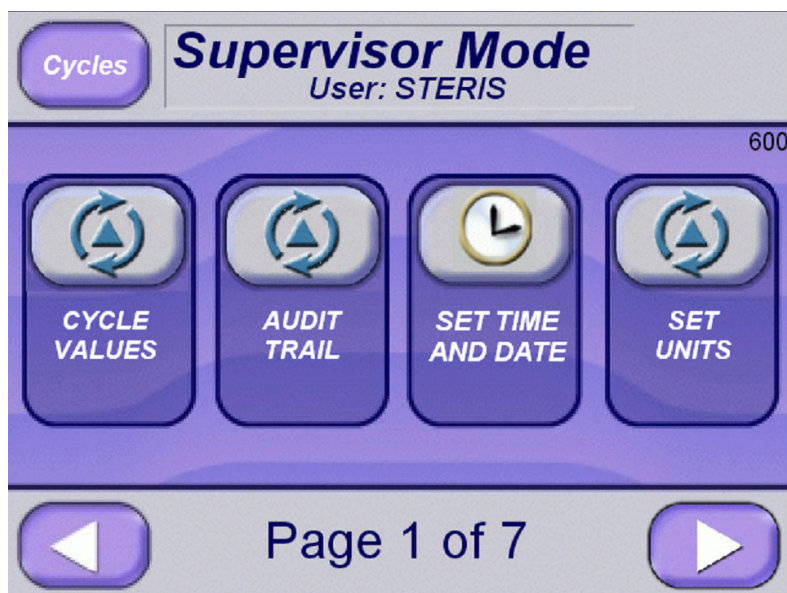 Cycles
Supervisor Mode
User: STERIS
600
CYCLE
VALUES
AUDIT
TRAIL
SET TIME
AND DATE
SET
UNITS
Page 1 of 7